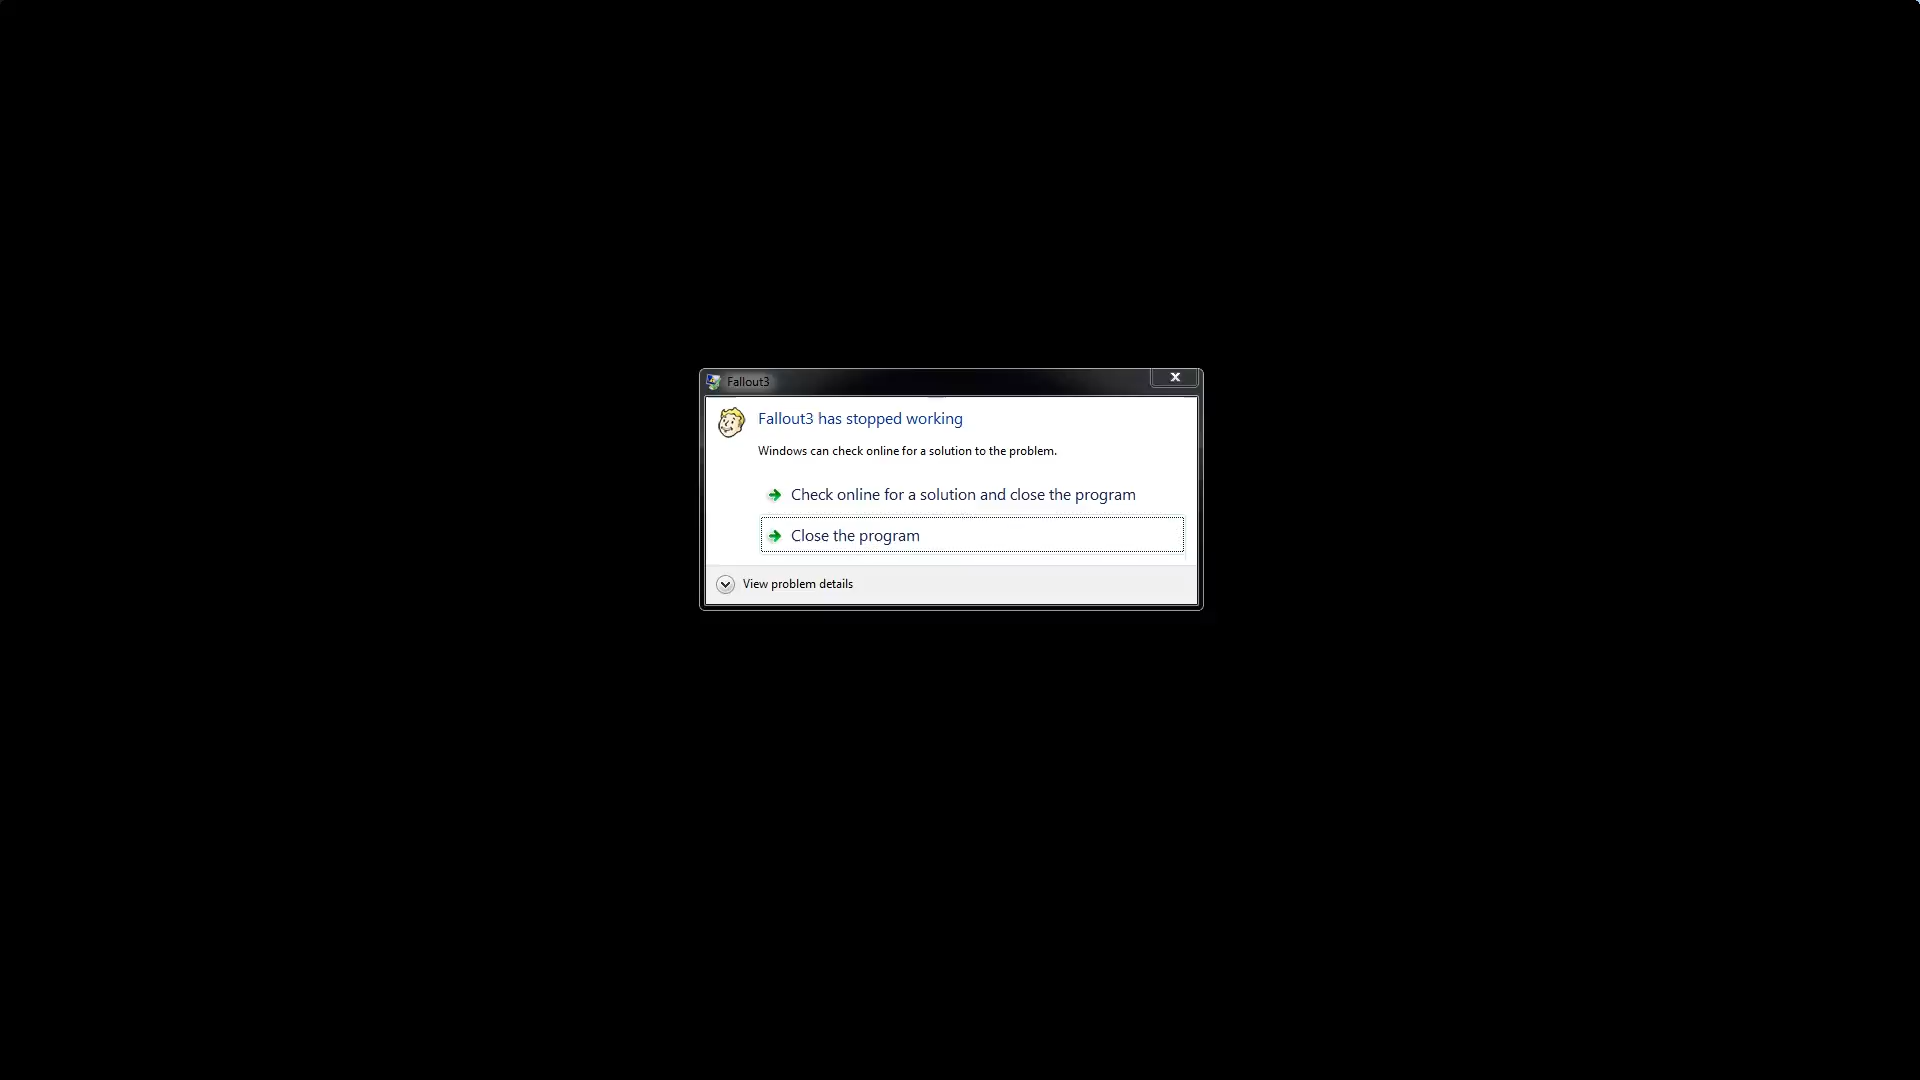 Fallout3
Fallout3 has stopped working
Windows can check online for a solution to the problem.
Check online for a solution and close the program
Close the program
View problem details